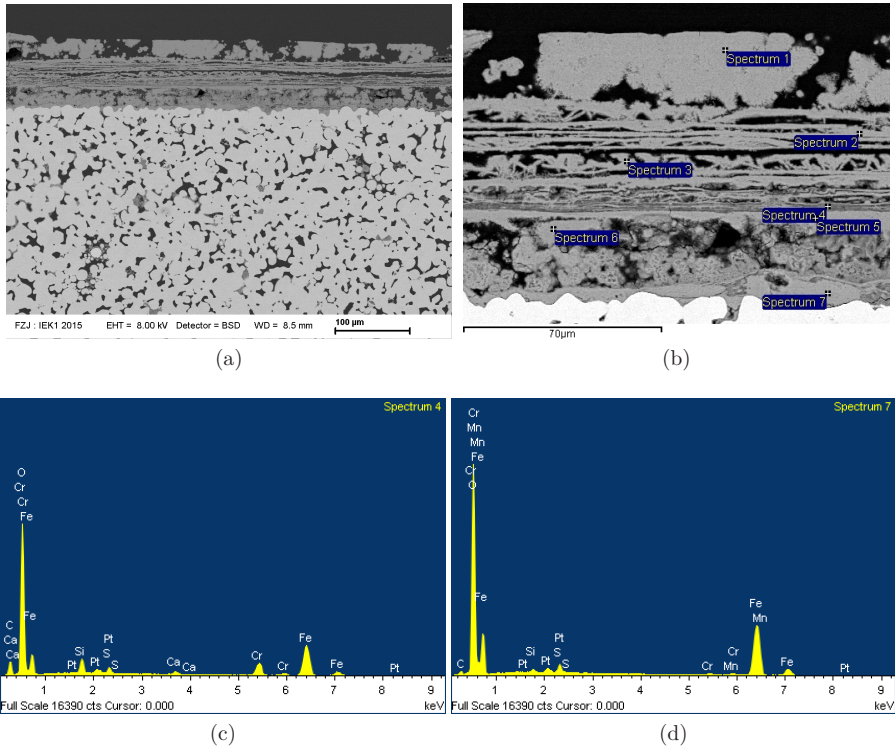 FZJ : IEK1 2015 EHT = 8.00 kV Detector = BSD WD = 8.5 mm 100 µm
(a)
Spectrum 1
Spectrum 2
Spectrum 3
Spectrum 4
Spectrum 5
Spectrum 6
Spectrum 7
70µm
(b)
Spectrum 4
O
Cr
Cr
Fe
Fe
C
Ca
Ca
Pt
Si
Pt
Pt
S
S
Ca
Ca
Cr
Cr
Fe
Fe
Pt
1 2 3 4 5 6 7 8 9
Full Scale 16390 cts Cursor: 0.000 keV
(c)
Spectrum 7
Cr
Mn
Mn
Fe
Cr
O
Fe
C
Pt
Si
Pt
Pt
S
S
Cr
Cr
Mn
Fe
Mn
Fe
Pt
1 2 3 4 5 6 7 8 9
Full Scale 16390 cts Cursor: 0.000 keV
(d)